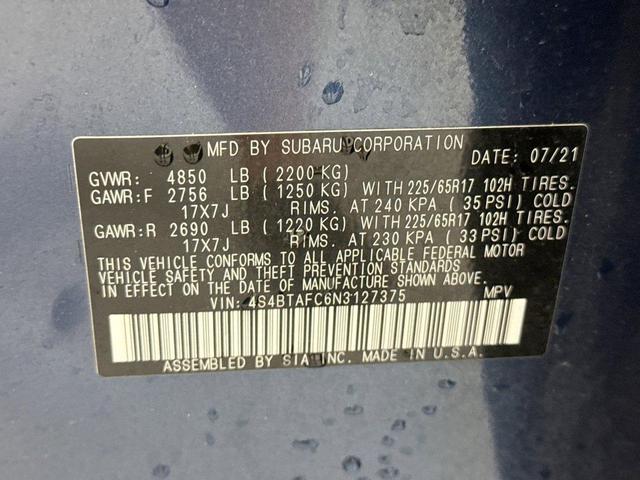 MFD BY SUBARU CORPORATION
DATE: 07/21
GVWR: 4850 LB (2200 KG)
GAWR:F 2756 LB (1250 KG) WITH 225/65R17 102H TIRES.
17X7J RIMS. AT 240 KPA (35 PSI) COLD
GAWR:R 2690 LB (1220 KG) WITH 225/65R17 102H TIRES.
17X7J RIMS. AT 230 KPA (33 PSI) COLD
THIS VEHICLE CONFORMS TO ALL APPLICABLE FEDERAL MOTOR
VEHICLE SAFETY AND THEFT PREVENTION STANDARDS
IN EFFECT ON THE DATE OF MANUFACTURE SHOWN ABOVE.
VIN: 4S4BTAFC6N3127375 MPV
ASSEMBLED BY SIA INC. MADE IN U.S.A.